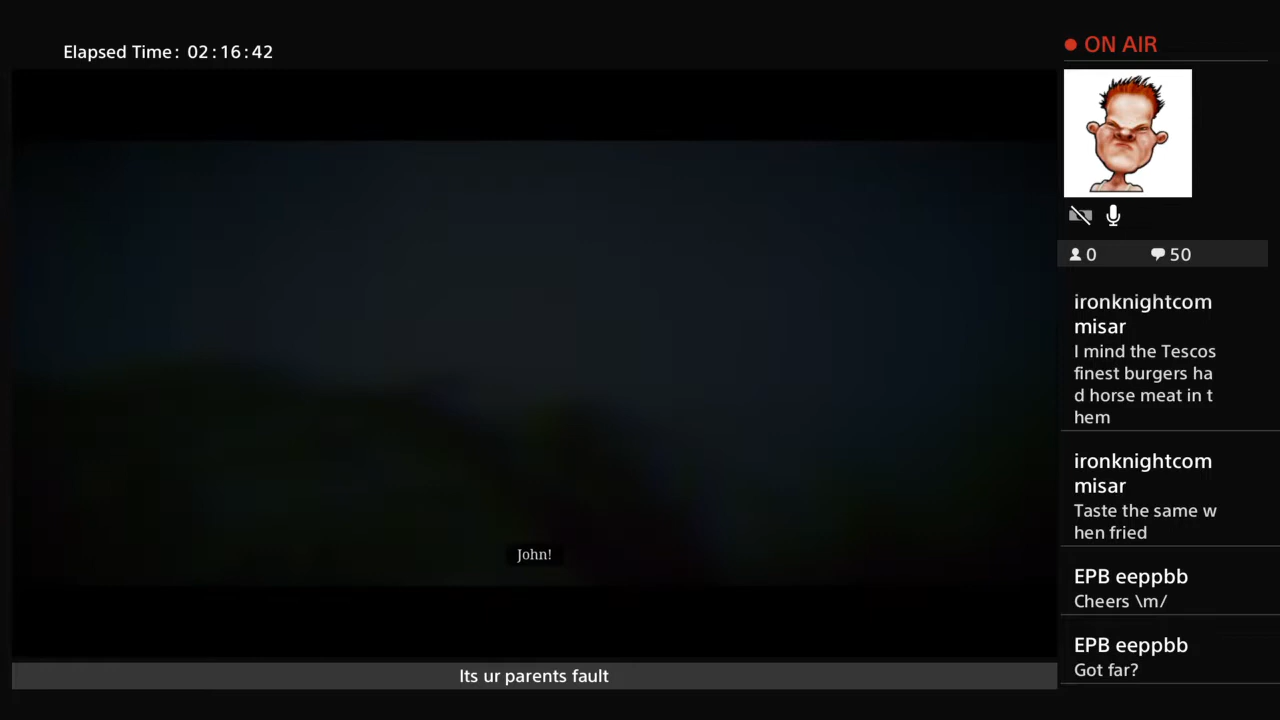 Elapsed Time: 02:16:42
ON AIR
0
50
ironknightcom
misar
I mind the Tescos
finest burgers ha
d horse meat in t
hem
ironknightcom
misar
Taste the same w
hen fried
EPB eeppbb
Cheers \m/
EPB eeppbb
Got far?
John!
Its ur parents fault